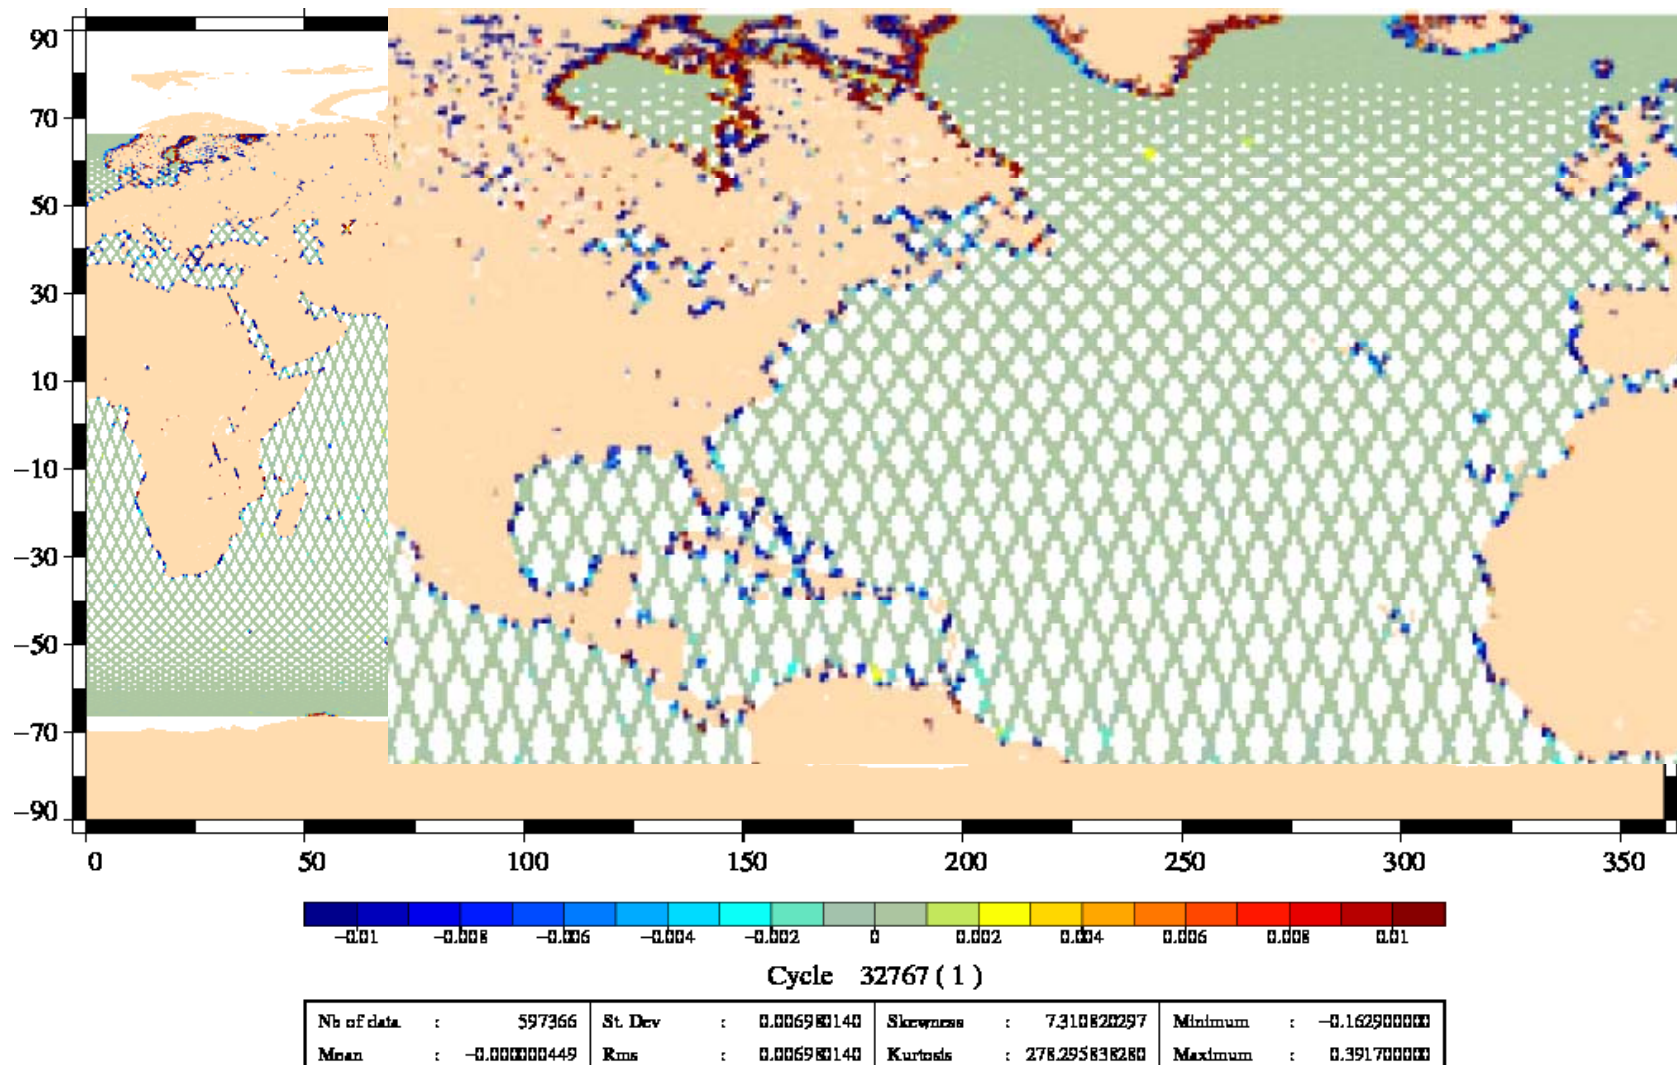 90
70
50
30
10
−10
−30
−50
−70
−90
0 50 100 150 200 250 300 350
−0.01 −0.008 −0.006 −0.004 −0.002 0 0.002 0.004 0.006 0.008 0.01
Cycle 32767 ( 1 )
Nb of data : 597366 St. Dev : 0.006980140 Skewness : 7.310820297 Minimum : −0.162900000
Mean : −0.000000449 Rms : 0.006980140 Kurtosis : 278.295838280 Maximum : 0.391700000